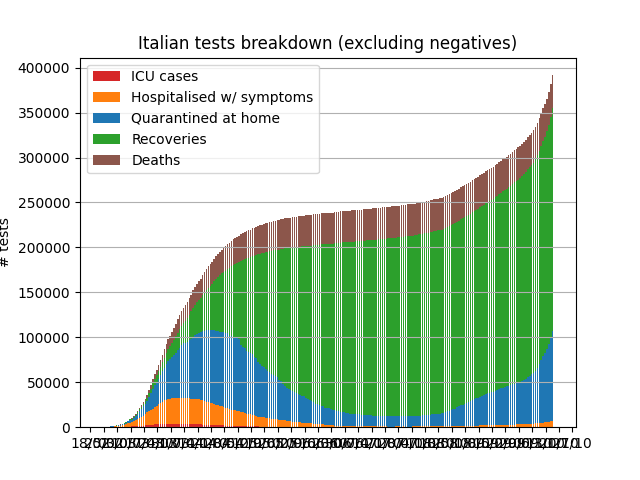 Italian tests breakdown (excluding negatives)
ICU cases
Hospitalised w/ symptoms
Quarantined at home
Recoveries
Deaths
400000
350000
300000
250000
200000
150000
100000
50000
0
# tests